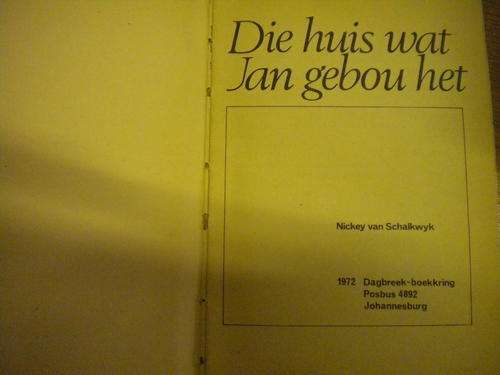 Die huis wat
Jan gebou het
Nickey van Schalkwyk
1972 Dagbreek-boekkring
Posbus 4892
Johannesburg